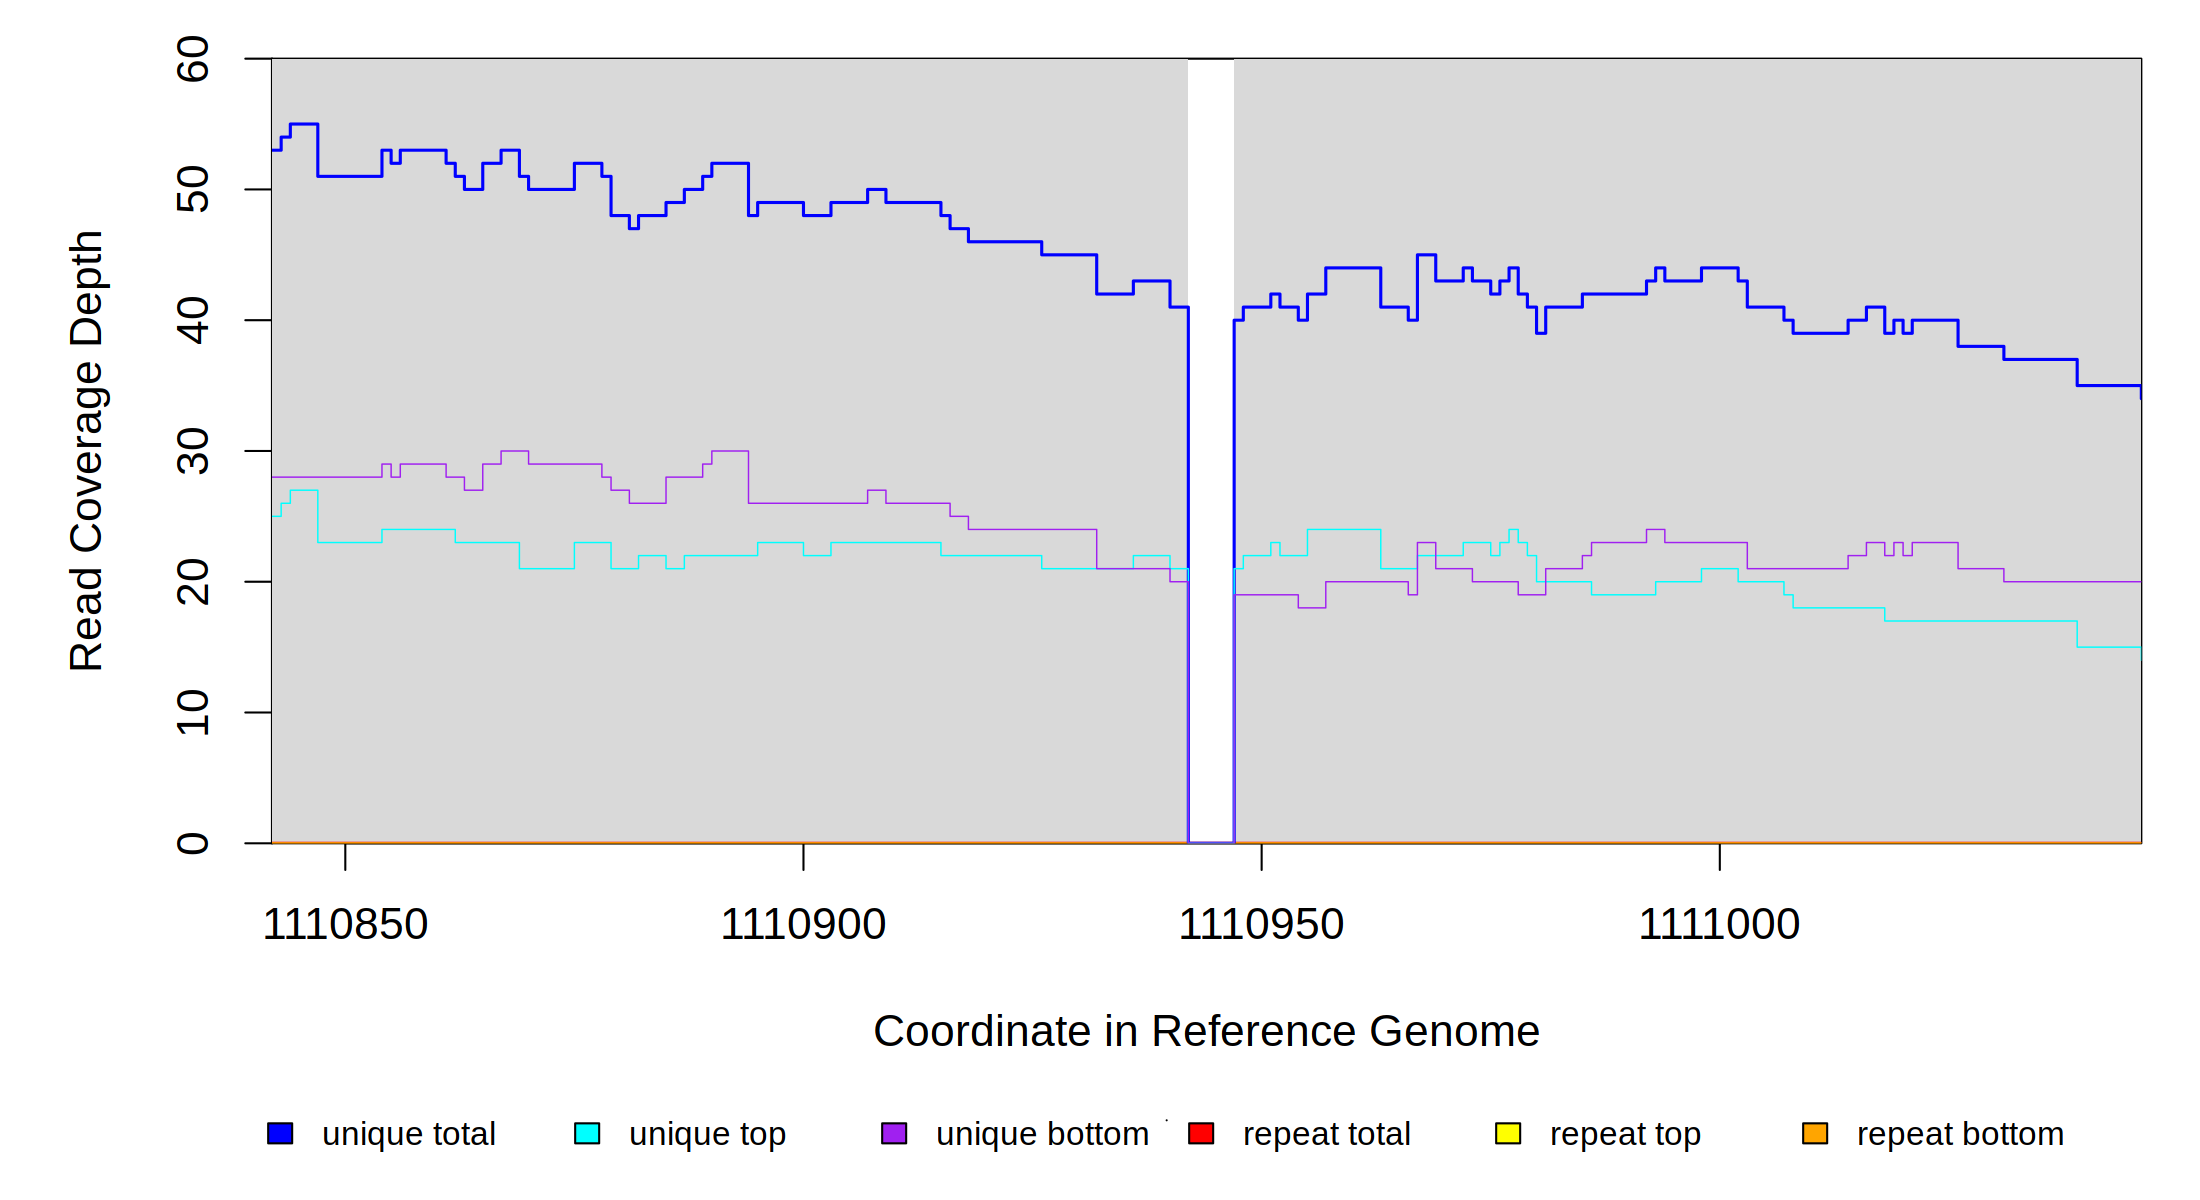 60
50
40
30
20
10
0
Read Coverage Depth
1110850 1110900 1110950 1111000
Coordinate in Reference Genome
unique total unique top unique bottom repeat total repeat top repeat bottom